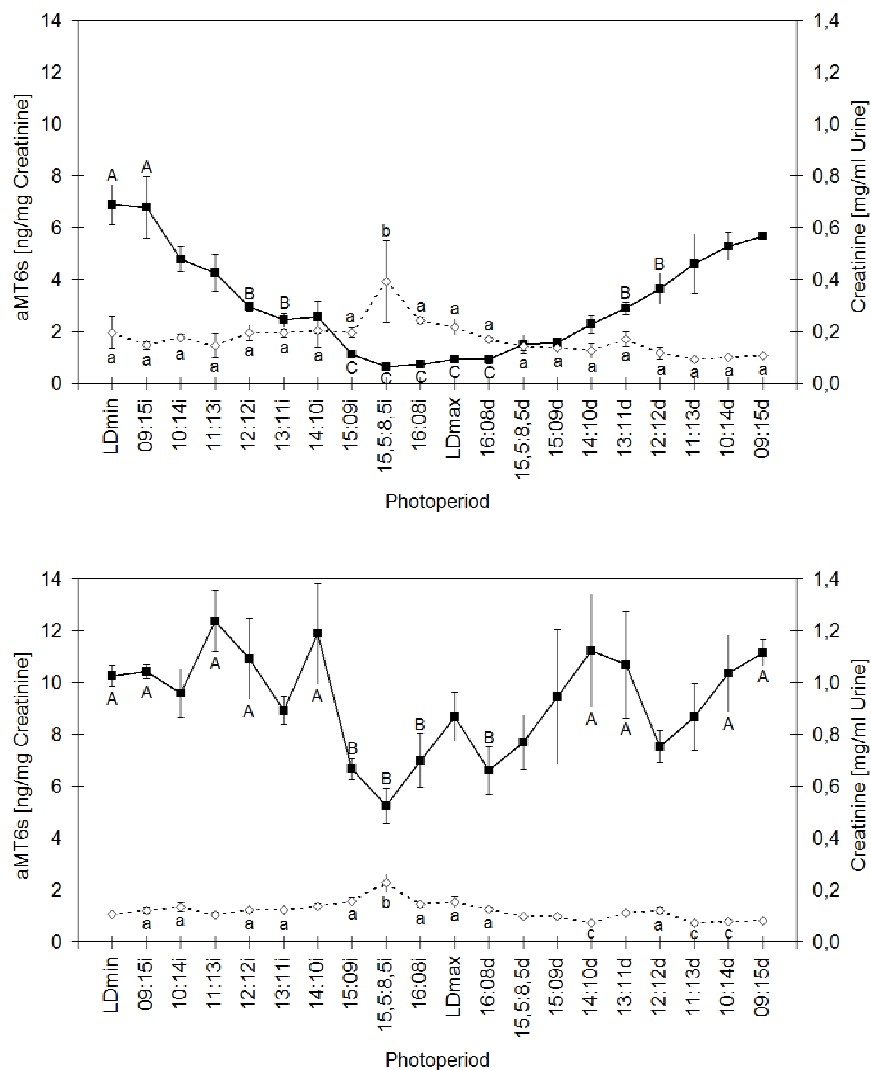 14
12
10
8
6
4
2
0
aMT6s [ng/mg Creatinine]
1,4
1,2
1,0
0,8
0,6
0,4
0,2
0,0
Creatinine [mg/ml Urine]
A A B B B B
a b a a a
a a a a a a a C C C C C a a a a a a a a
LDmin 09:15i 10:14i 11:13i 12:12i 13:11i 14:10i 15:09i 15,5:8,5i 16:08i LDmax 16:08d 15,5:8,5d 15:09d 14:10d 13:11d 12:12d 11:13d 10:14d 09:15d
Photoperiod
14
12
10
8
6
4
2
0
aMT6s [ng/mg Creatinine]
1,4
1,2
1,0
0,8
0,6
0,4
0,2
0,0
Creatinine [mg/ml Urine]
A A A A A B B B B A A A A
a a a a a b a a a c a c c
LDmin 09:15i 10:14i 11:13i 12:12i 13:11i 14:10i 15:09i 15,5:8,5i 16:08i LDmax 16:08d 15,5:8,5d 15:09d 14:10d 13:11d 12:12d 11:13d 10:14d 09:15d
Photoperiod